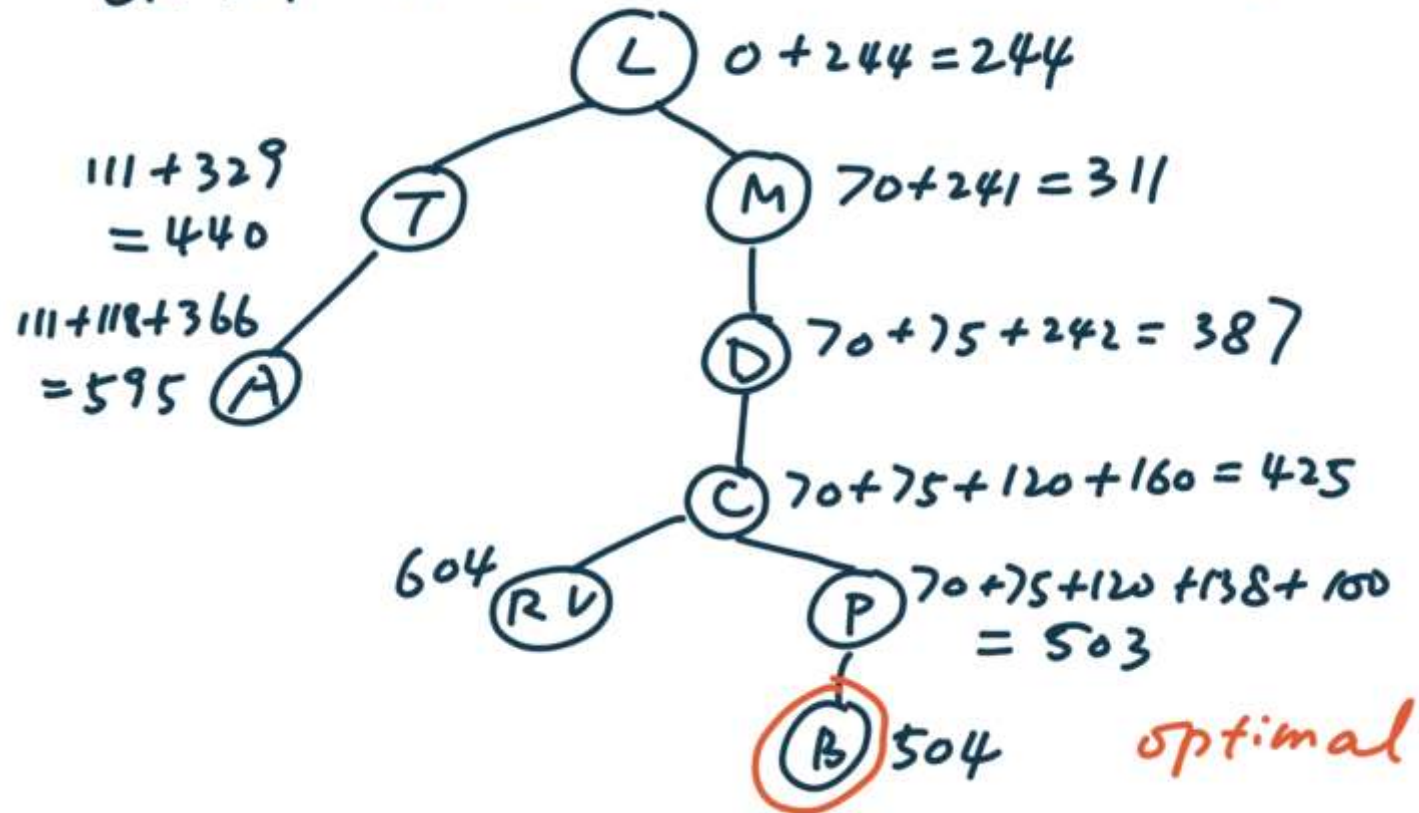 L 0 + 244 = 244
111 + 329
= 440
T
M 70 + 241 = 311
111 + 118 + 366
= 595 A
D 70 + 75 + 242 = 387
C 70 + 75 + 120 + 160 = 425
604 RV
P 70 + 75 + 120 + 138 + 100
= 503
B 504 optimal